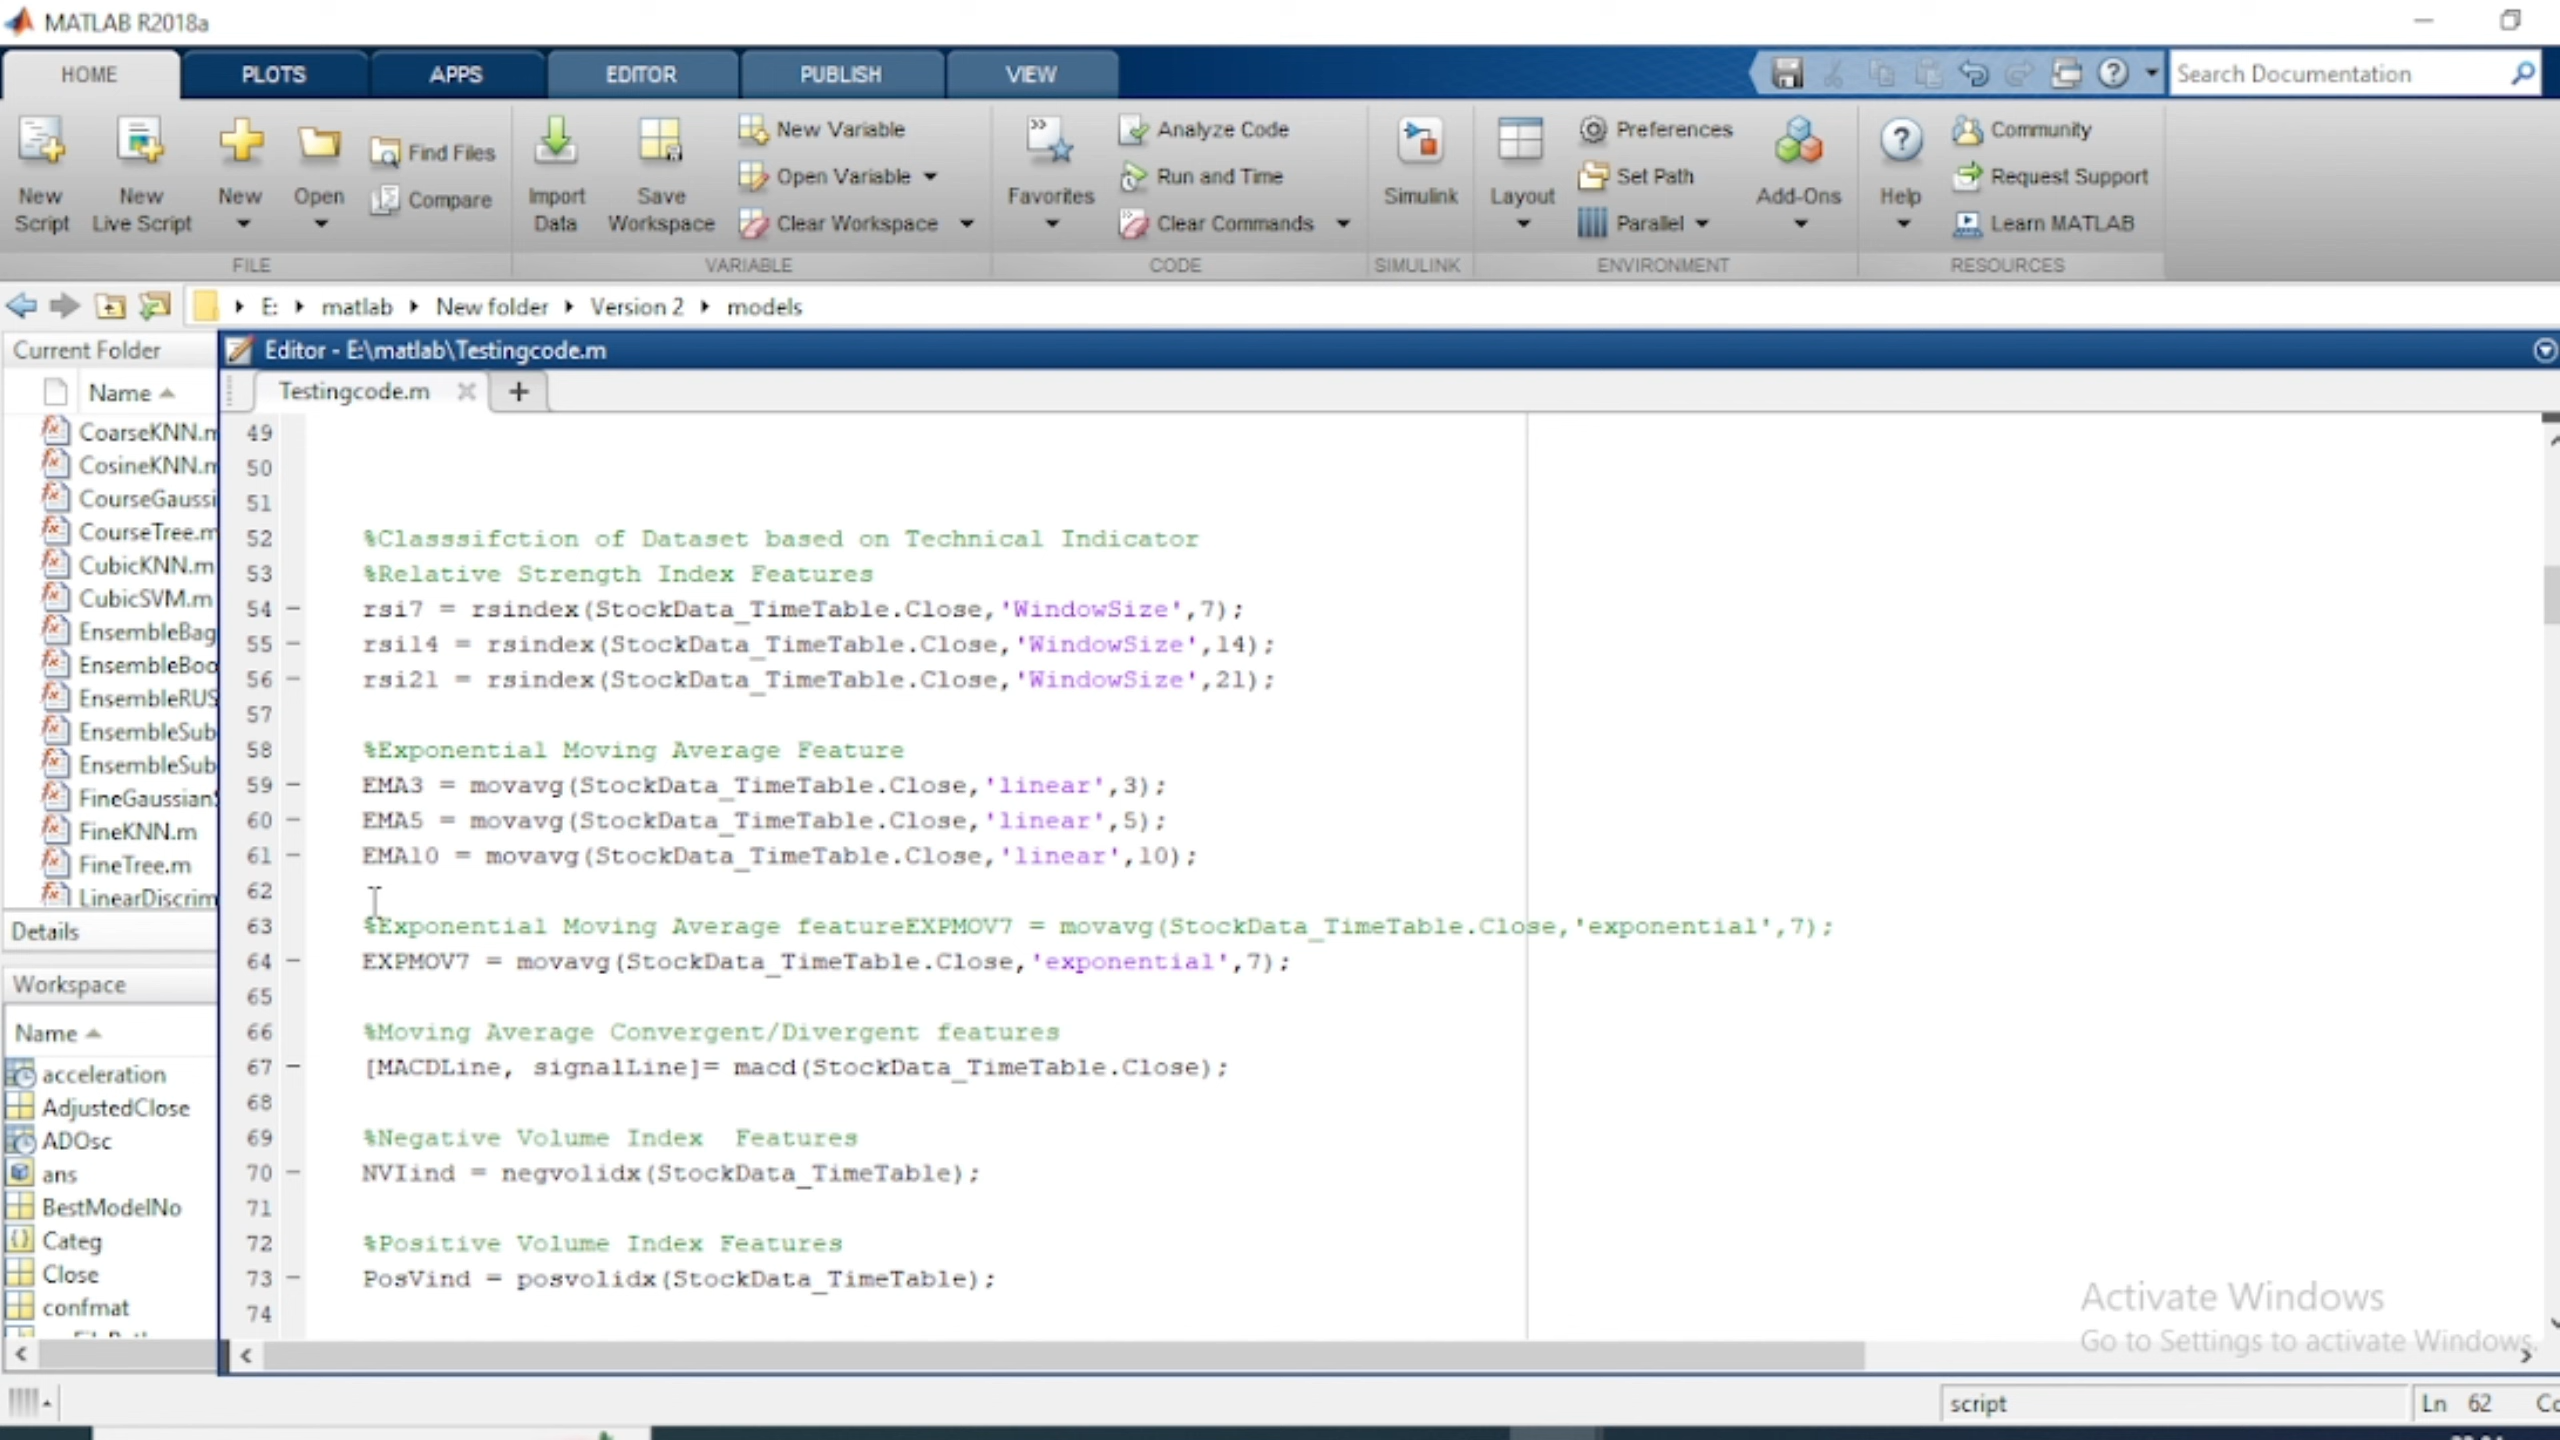 MATLAB R2018a
HOME PLOTS APPS EDITOR PUBLISH VIEW Search Documentation
New Script
New Live Script
New
Open
Find Files
Compare
FILE
Import Data
Save Workspace
New Variable
Open Variable
Clear Workspace
VARIABLE
Favorites
Analyze Code
Run and Time
Clear Commands
CODE
Simulink
SIMULINK
Layout
Preferences
Set Path
Parallel
Add-Ons
ENVIRONMENT
Help
Community
Request Support
Learn MATLAB
RESOURCES
E: matlab New folder Version 2 models
Current Folder
Name
CoarseKNN.m
CosineKNN.m
CourseGaussi
CourseTree.m
CubicKNN.m
CubicSVM.m
EnsembleBag
EnsembleBoo
EnsembleRUS
EnsembleSub
EnsembleSub
FineGaussianS
FineKNN.m
FineTree.m
LinearDiscrim
Details
Workspace
Name
acceleration
AdjustedClose
ADOsc
ans
BestModelNo
Categ
Close
confmat
Editor - E:\matlab\Testingcode.m
Testingcode.m
49
50
51
52 %Classsifction of Dataset based on Technical Indicator
53 %Relative Strength Index Features
54 – rsi7 = rsindex(StockData_TimeTable.Close,'WindowSize',7);
55 – rsi14 = rsindex(StockData_TimeTable.Close,'WindowSize',14);
56 – rsi21 = rsindex(StockData_TimeTable.Close,'WindowSize',21);
57
58 %Exponential Moving Average Feature
59 – EMA3 = movavg(StockData_TimeTable.Close,'linear',3);
60 – EMA5 = movavg(StockData_TimeTable.Close,'linear',5);
61 – EMA10 = movavg(StockData_TimeTable.Close,'linear',10);
62
63 %Exponential Moving Average featureEXPMOV7 = movavg(StockData_TimeTable.Close,'exponential',7);
64 – EXPMOV7 = movavg(StockData_TimeTable.Close,'exponential',7);
65
66 %Moving Average Convergent/Divergent features
67 – [MACDLine, signalLine]= macd(StockData_TimeTable.Close);
68
69 %Negative Volume Index  Features
70 – NVIind = negvolidx(StockData_TimeTable);
71
72 %Positive Volume Index Features
73 – PosVind = posvolidx(StockData_TimeTable);
74
Activate Windows
Go to Settings to activate Windows.
script Ln 62 Co